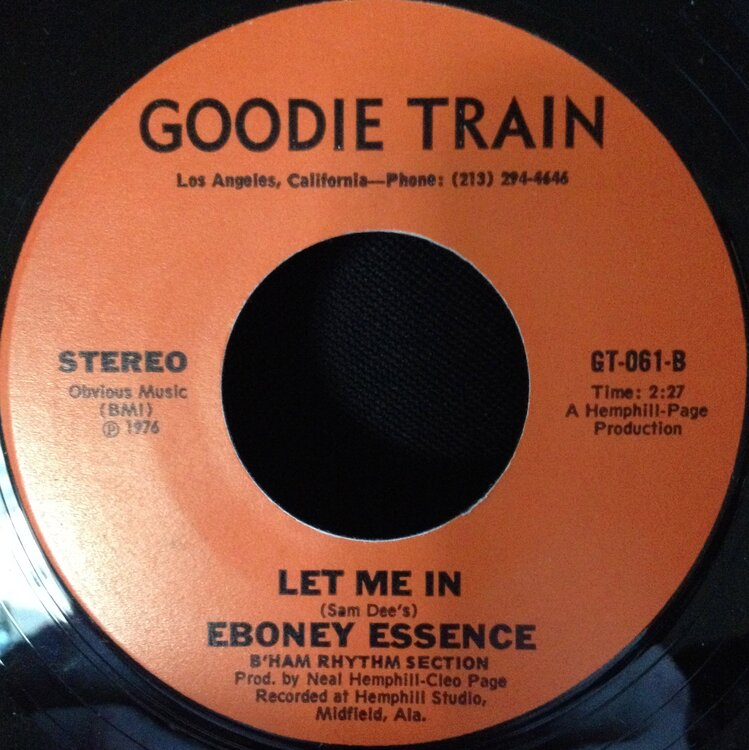 GOODIE TRAIN
Los Angeles, California—Phone: (213) 294-4646
STEREO
Obvious Music
(BMI)
℗ 1976
GT-061-B
Time: 2:27
A Hemphill-Page
Production
LET ME IN
(Sam Dee's)
EBONEY ESSENCE
B'HAM RHYTHM SECTION
Prod. by Neal Hemphill-Cleo Page
Recorded at Hemphill Studio,
Midfield, Ala.